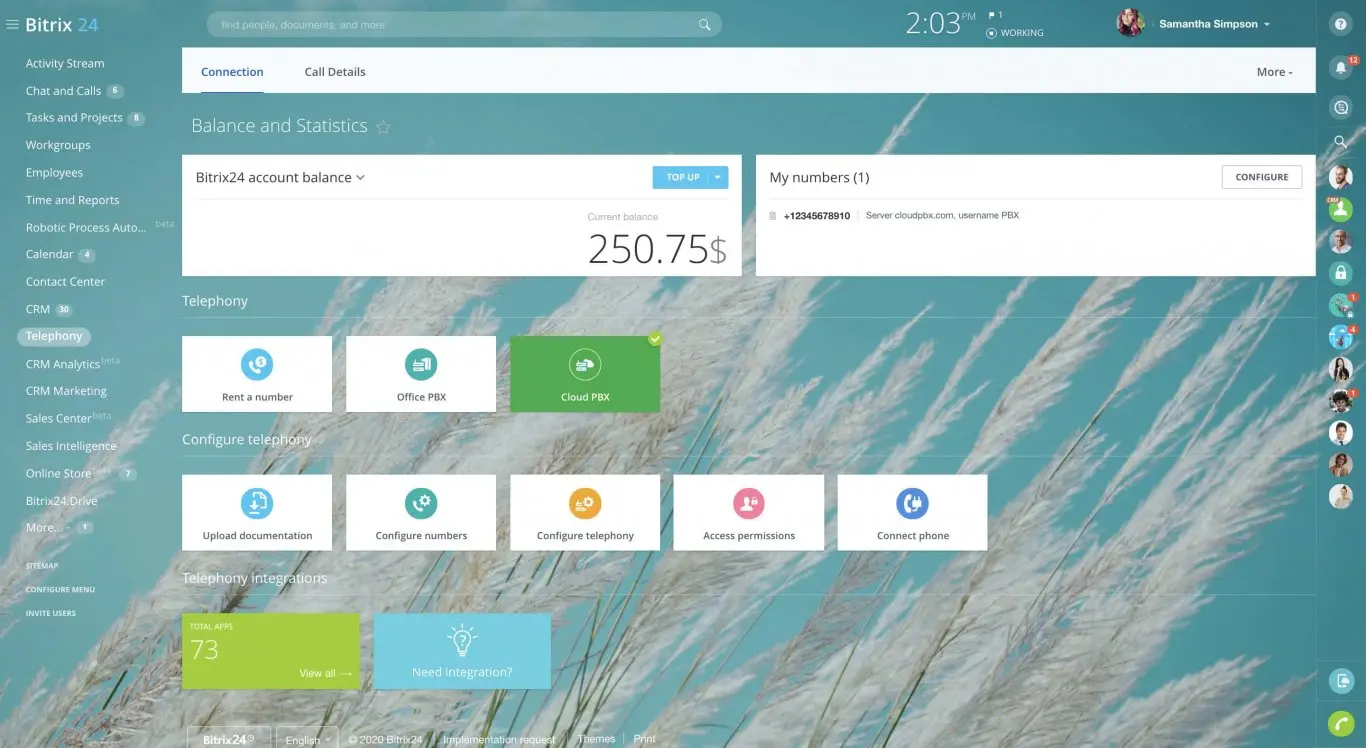 Bitrix 24
find people, documents, and more
2:03 PM
1
WORKING
Samantha Simpson
12
Activity Stream
Chat and Calls 6
Tasks and Projects 8
Workgroups
Employees
Time and Reports
Robotic Process Auto... beta
Calendar 4
Contact Center
CRM 30
Telephony
CRM Analytics beta
CRM Marketing
Sales Center beta
Sales Intelligence
Online Store beta 7
Bitrix24.Drive
More... 1
SITEMAP
CONFIGURE MENU
INVITE USERS
Connection
Call Details
More
Balance and Statistics
Bitrix24 account balance
TOP UP
Current balance
250.75$
My numbers (1)
CONFIGURE
+12345678910
Server cloudpbx.com, username PBX
Telephony
Rent a number
Office PBX
Cloud PBX
Configure telephony
Upload documentation
Configure numbers
Configure telephony
Access permissions
Connect phone
Telephony integrations
TOTAL APPS
73
View all
Need integration?
Bitrix24
English
© 2020 Bitrix24
Implementation request
Themes
Print
CRM
1
4
1